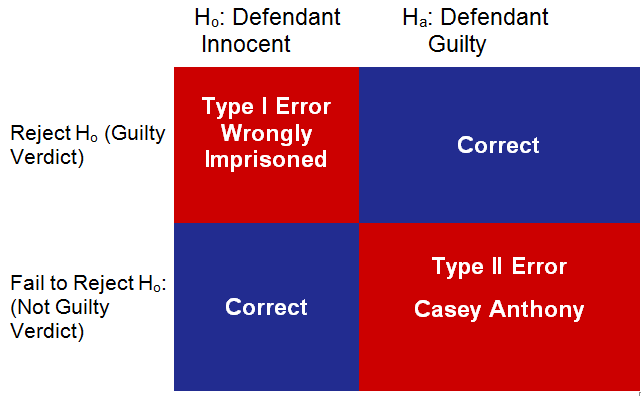 Hₒ: Defendant
Innocent
Hₐ: Defendant
Guilty
Reject Hₒ (Guilty
Verdict)
Type I Error
Wrongly
Imprisoned
Correct
Fail to Reject Hₒ:
(Not Guilty
Verdict)
Correct
Type II Error
Casey Anthony